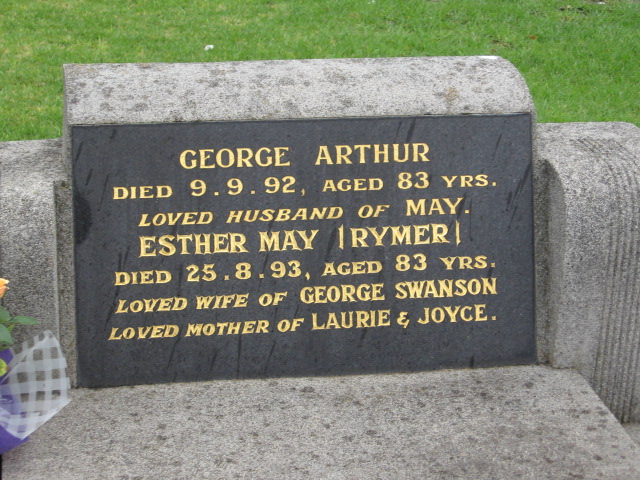 GEORGE ARTHUR
DIED 9.9.92, AGED 83 YRS.
LOVED HUSBAND OF MAY.
ESTHER MAY (RYMER)
DIED 25.8.93, AGED 83 YRS.
LOVED WIFE OF GEORGE SWANSON
LOVED MOTHER OF LAURIE & JOYCE.